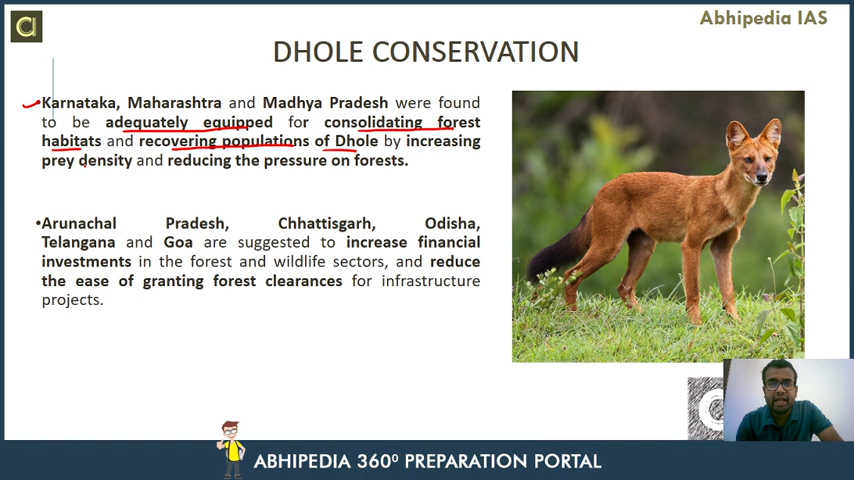 Abhipedia IAS
DHOLE CONSERVATION
•Karnataka, Maharashtra and Madhya Pradesh were found
to be adequately equipped for consolidating forest
habitats and recovering populations of Dhole by increasing
prey density and reducing the pressure on forests.
•Arunachal Pradesh, Chhattisgarh, Odisha,
Telangana and Goa are suggested to increase financial
investments in the forest and wildlife sectors, and reduce
the ease of granting forest clearances for infrastructure
projects.
ABHIPEDIA 360⁰ PREPARATION PORTAL